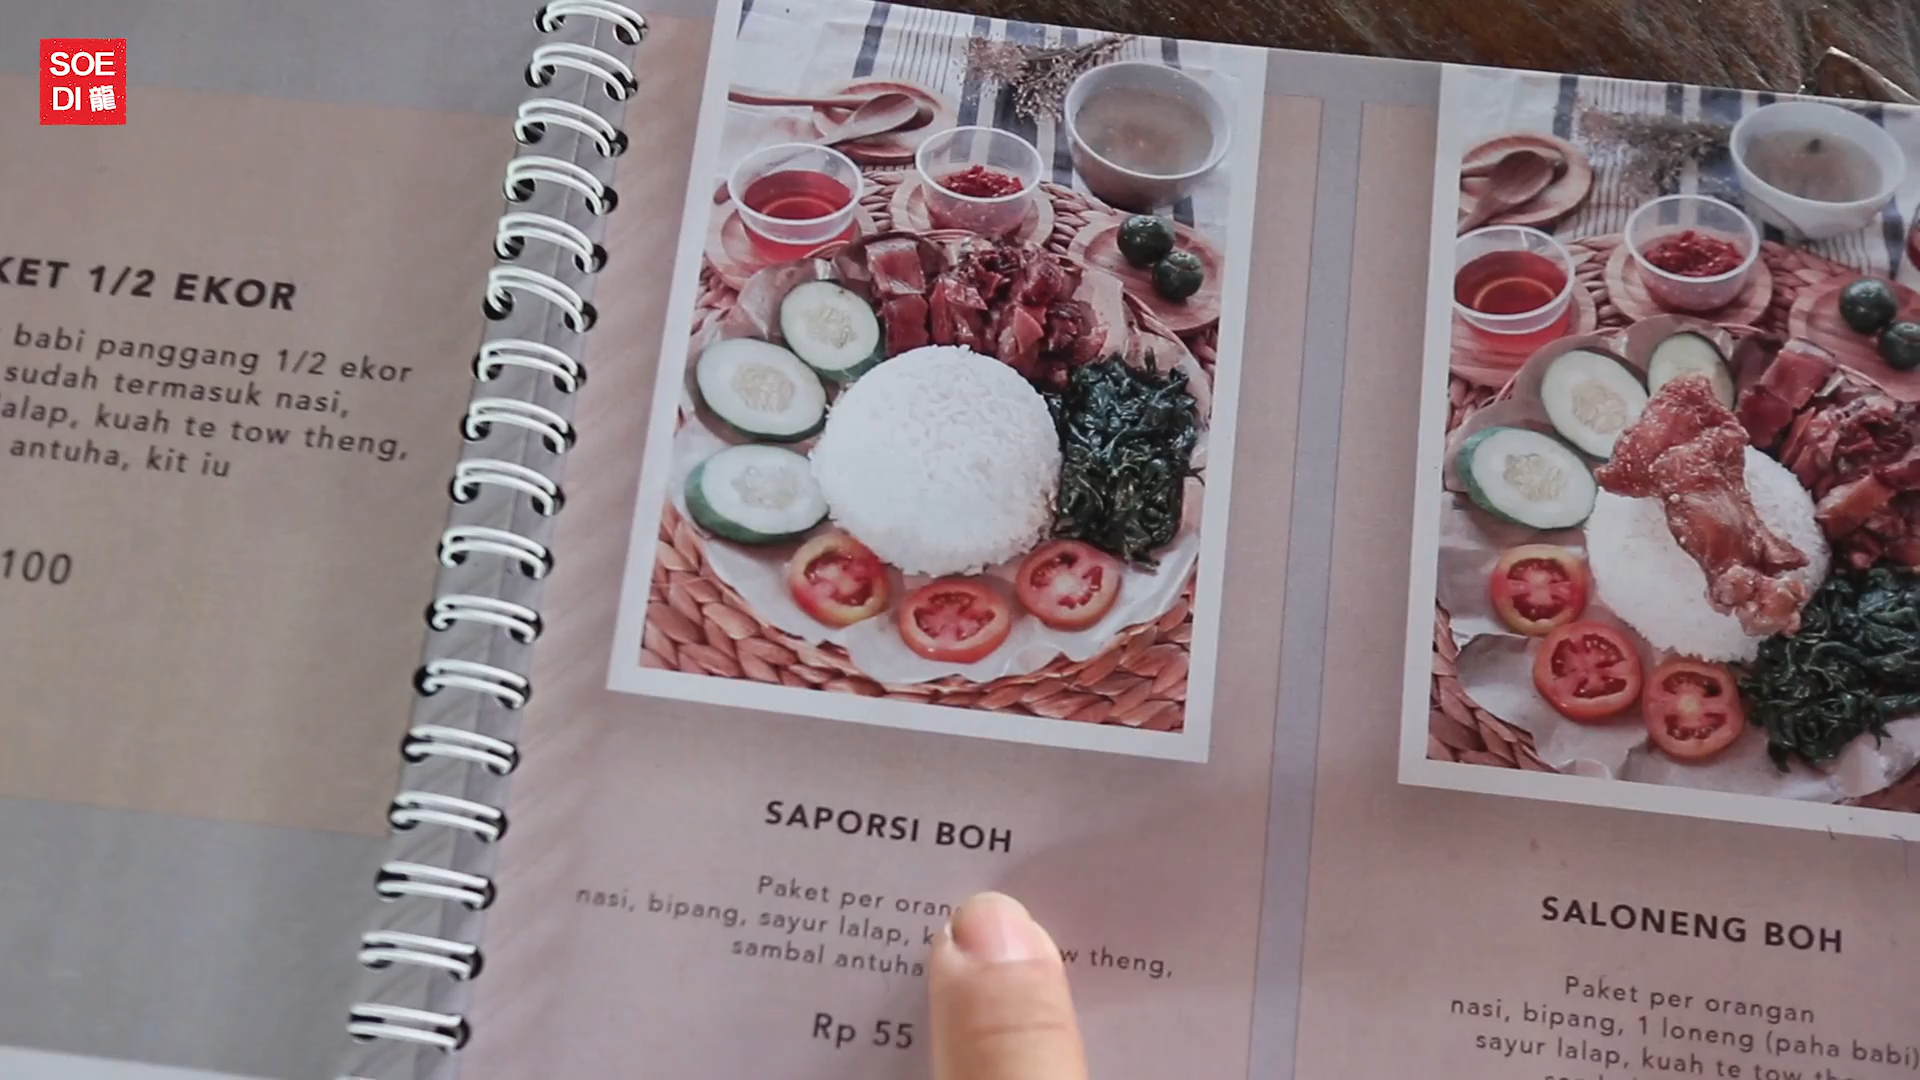 SOE
DI 龍
KET 1/2 EKOR
babi panggang 1/2 ekor
sudah termasuk nasi,
lalap, kuah te tow theng,
antuha, kit iu
100
SAPORSI BOH
Paket per oran
nasi, bipang, sayur lalap, k w theng,
sambal antuha
Rp 55
SALONENG BOH
Paket per orangan
nasi, bipang, 1 loneng (paha babi)
sayur lalap, kuah te tow